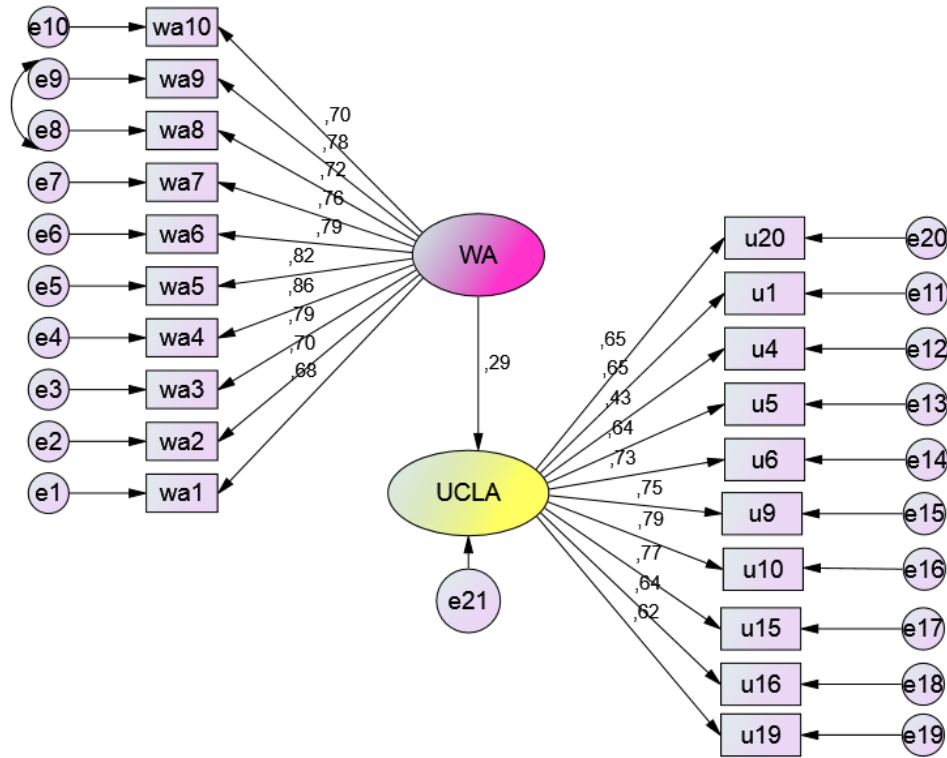 e10 wa10
e9 wa9
e8 wa8
e7 wa7
e6 wa6
e5 wa5
e4 wa4
e3 wa3
e2 wa2
e1 wa1
,70
,78
,72
,76
,79
,82
,86
,79
,70
,68
WA
,29
UCLA
e21
,65
,65
,43
,64
,73
,75
,79
,77
,64
,62
u20 e20
u1 e11
u4 e12
u5 e13
u6 e14
u9 e15
u10 e16
u15 e17
u16 e18
u19 e19